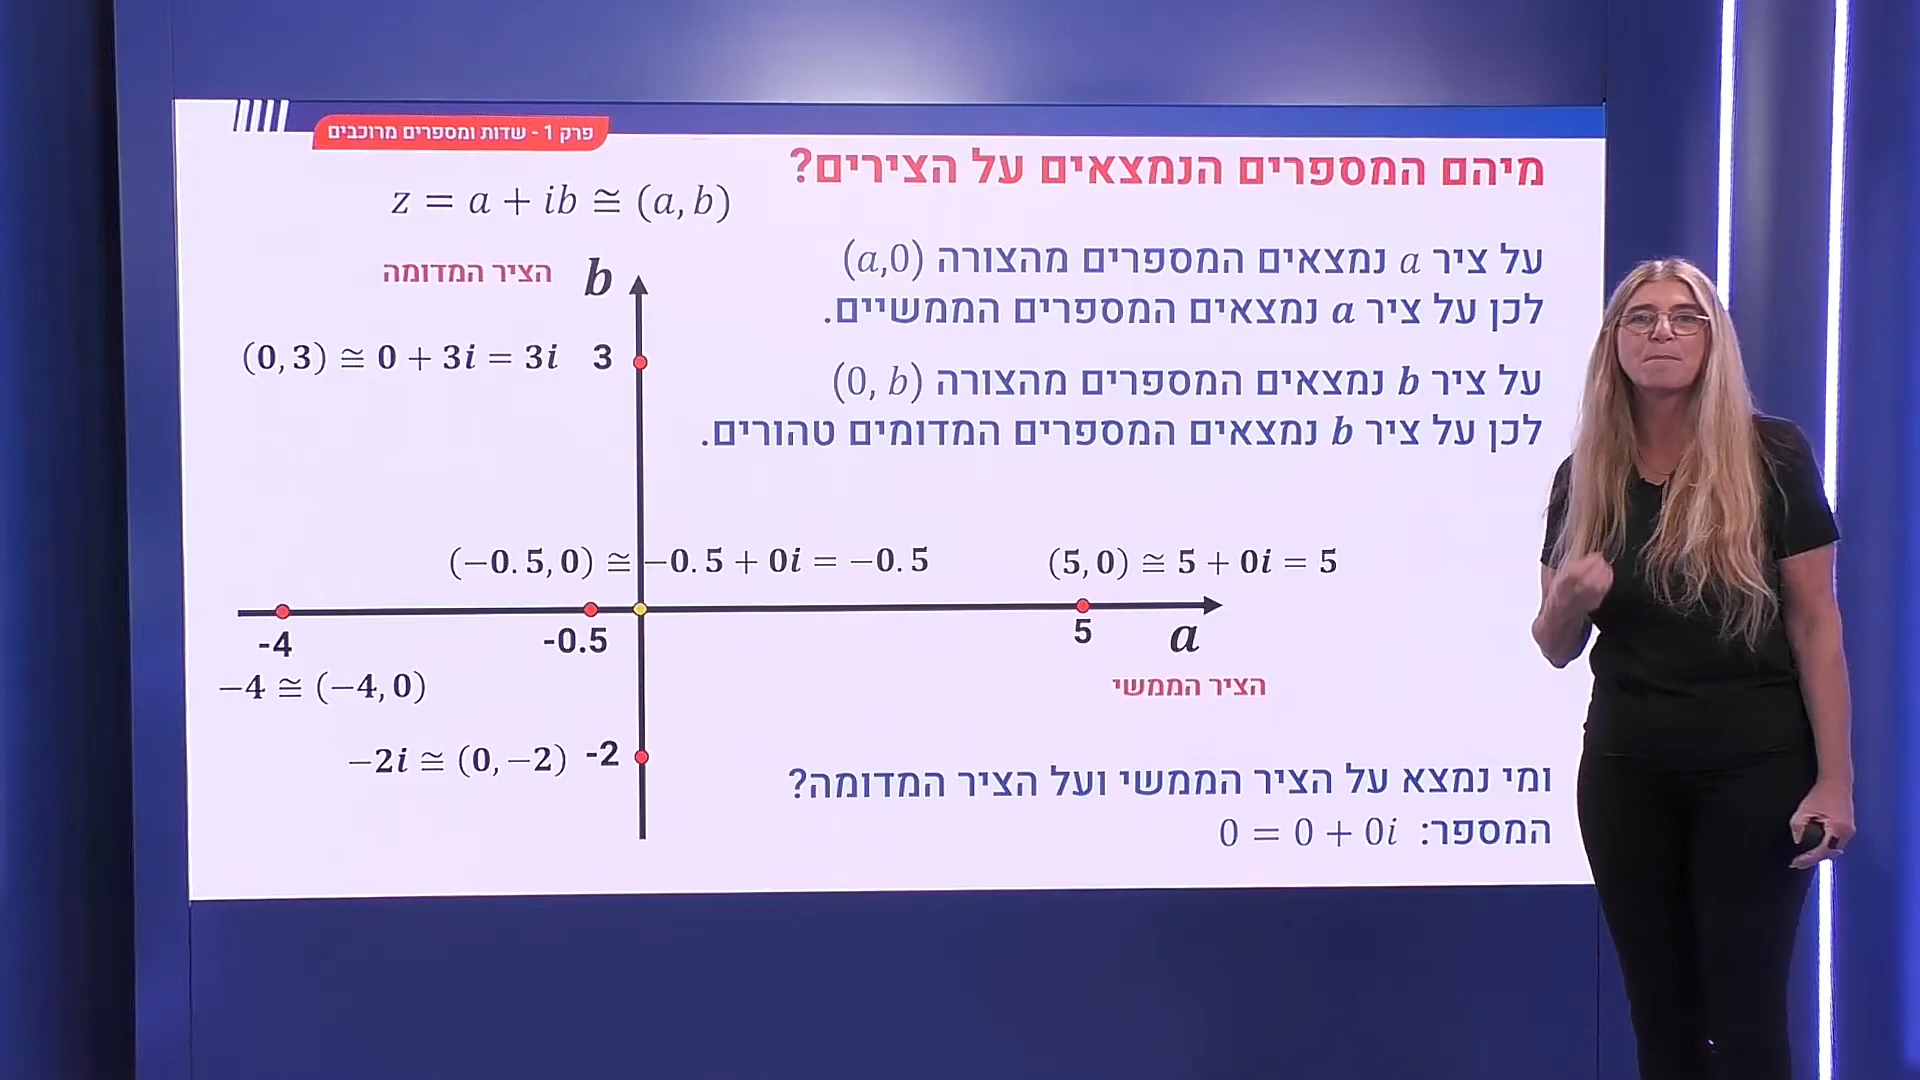 פרק 1 - שדות ומספרים מרוכבים
מיהם המספרים הנמצאים על הצירים?
z = a + ib ≅ (a, b)
על ציר a נמצאים המספרים מהצורה (a,0)
לכן על ציר a נמצאים המספרים הממשיים.
על ציר b נמצאים המספרים מהצורה (0, b)
לכן על ציר b נמצאים המספרים המדומים טהורים.
הציר המדומה b
(0, 3) ≅ 0 + 3i = 3i 3
(−0.5, 0) ≅ −0.5 + 0i = −0.5
(5, 0) ≅ 5 + 0i = 5
-4 -0.5 5 a
−4 ≅ (−4, 0)
הציר הממשי
−2i ≅ (0, −2) -2
ומי נמצא על הציר הממשי ועל הציר המדומה?
המספר: 0 = 0 + 0i